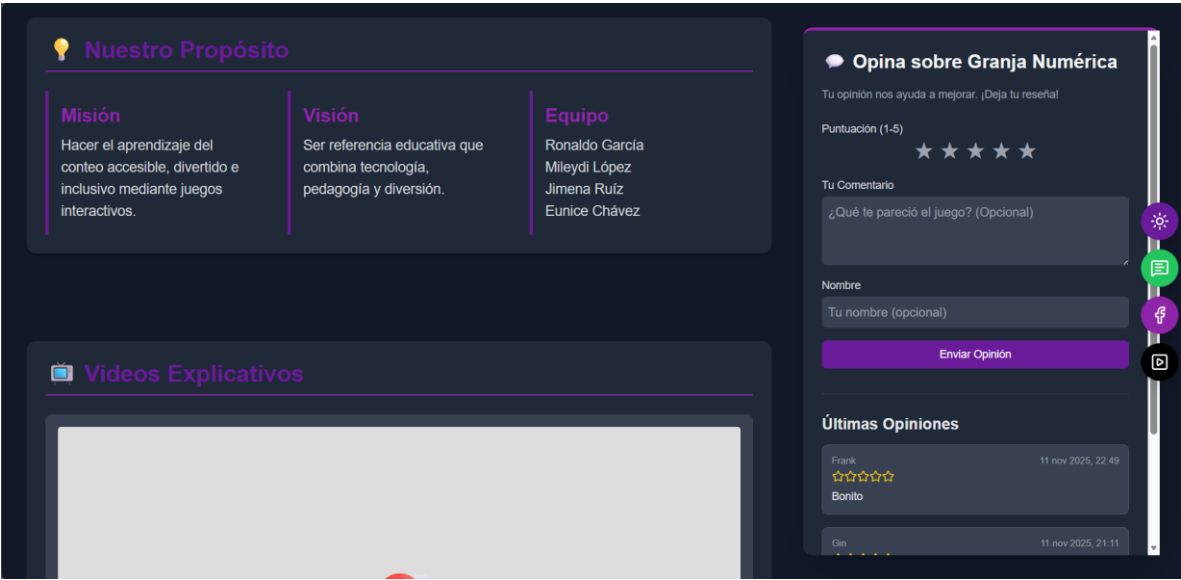 Nuestro Propósito
Misión
Hacer el aprendizaje del
conteo accesible, divertido e
inclusivo mediante juegos
interactivos.
Visión
Ser referencia educativa que
combina tecnología,
pedagogía y diversión.
Equipo
Ronaldo García
Mileydi López
Jimena Ruíz
Eunice Chávez
Videos Explicativos
Opina sobre Granja Numérica
Tu opinión nos ayuda a mejorar. ¡Deja tu reseña!
Puntuación (1-5)
Tu Comentario
¿Qué te pareció el juego? (Opcional)
Nombre
Tu nombre (opcional)
Enviar Opinión
Últimas Opiniones
Frank 11 nov 2025, 22:49
Bonito
Gin 11 nov 2025, 21:11